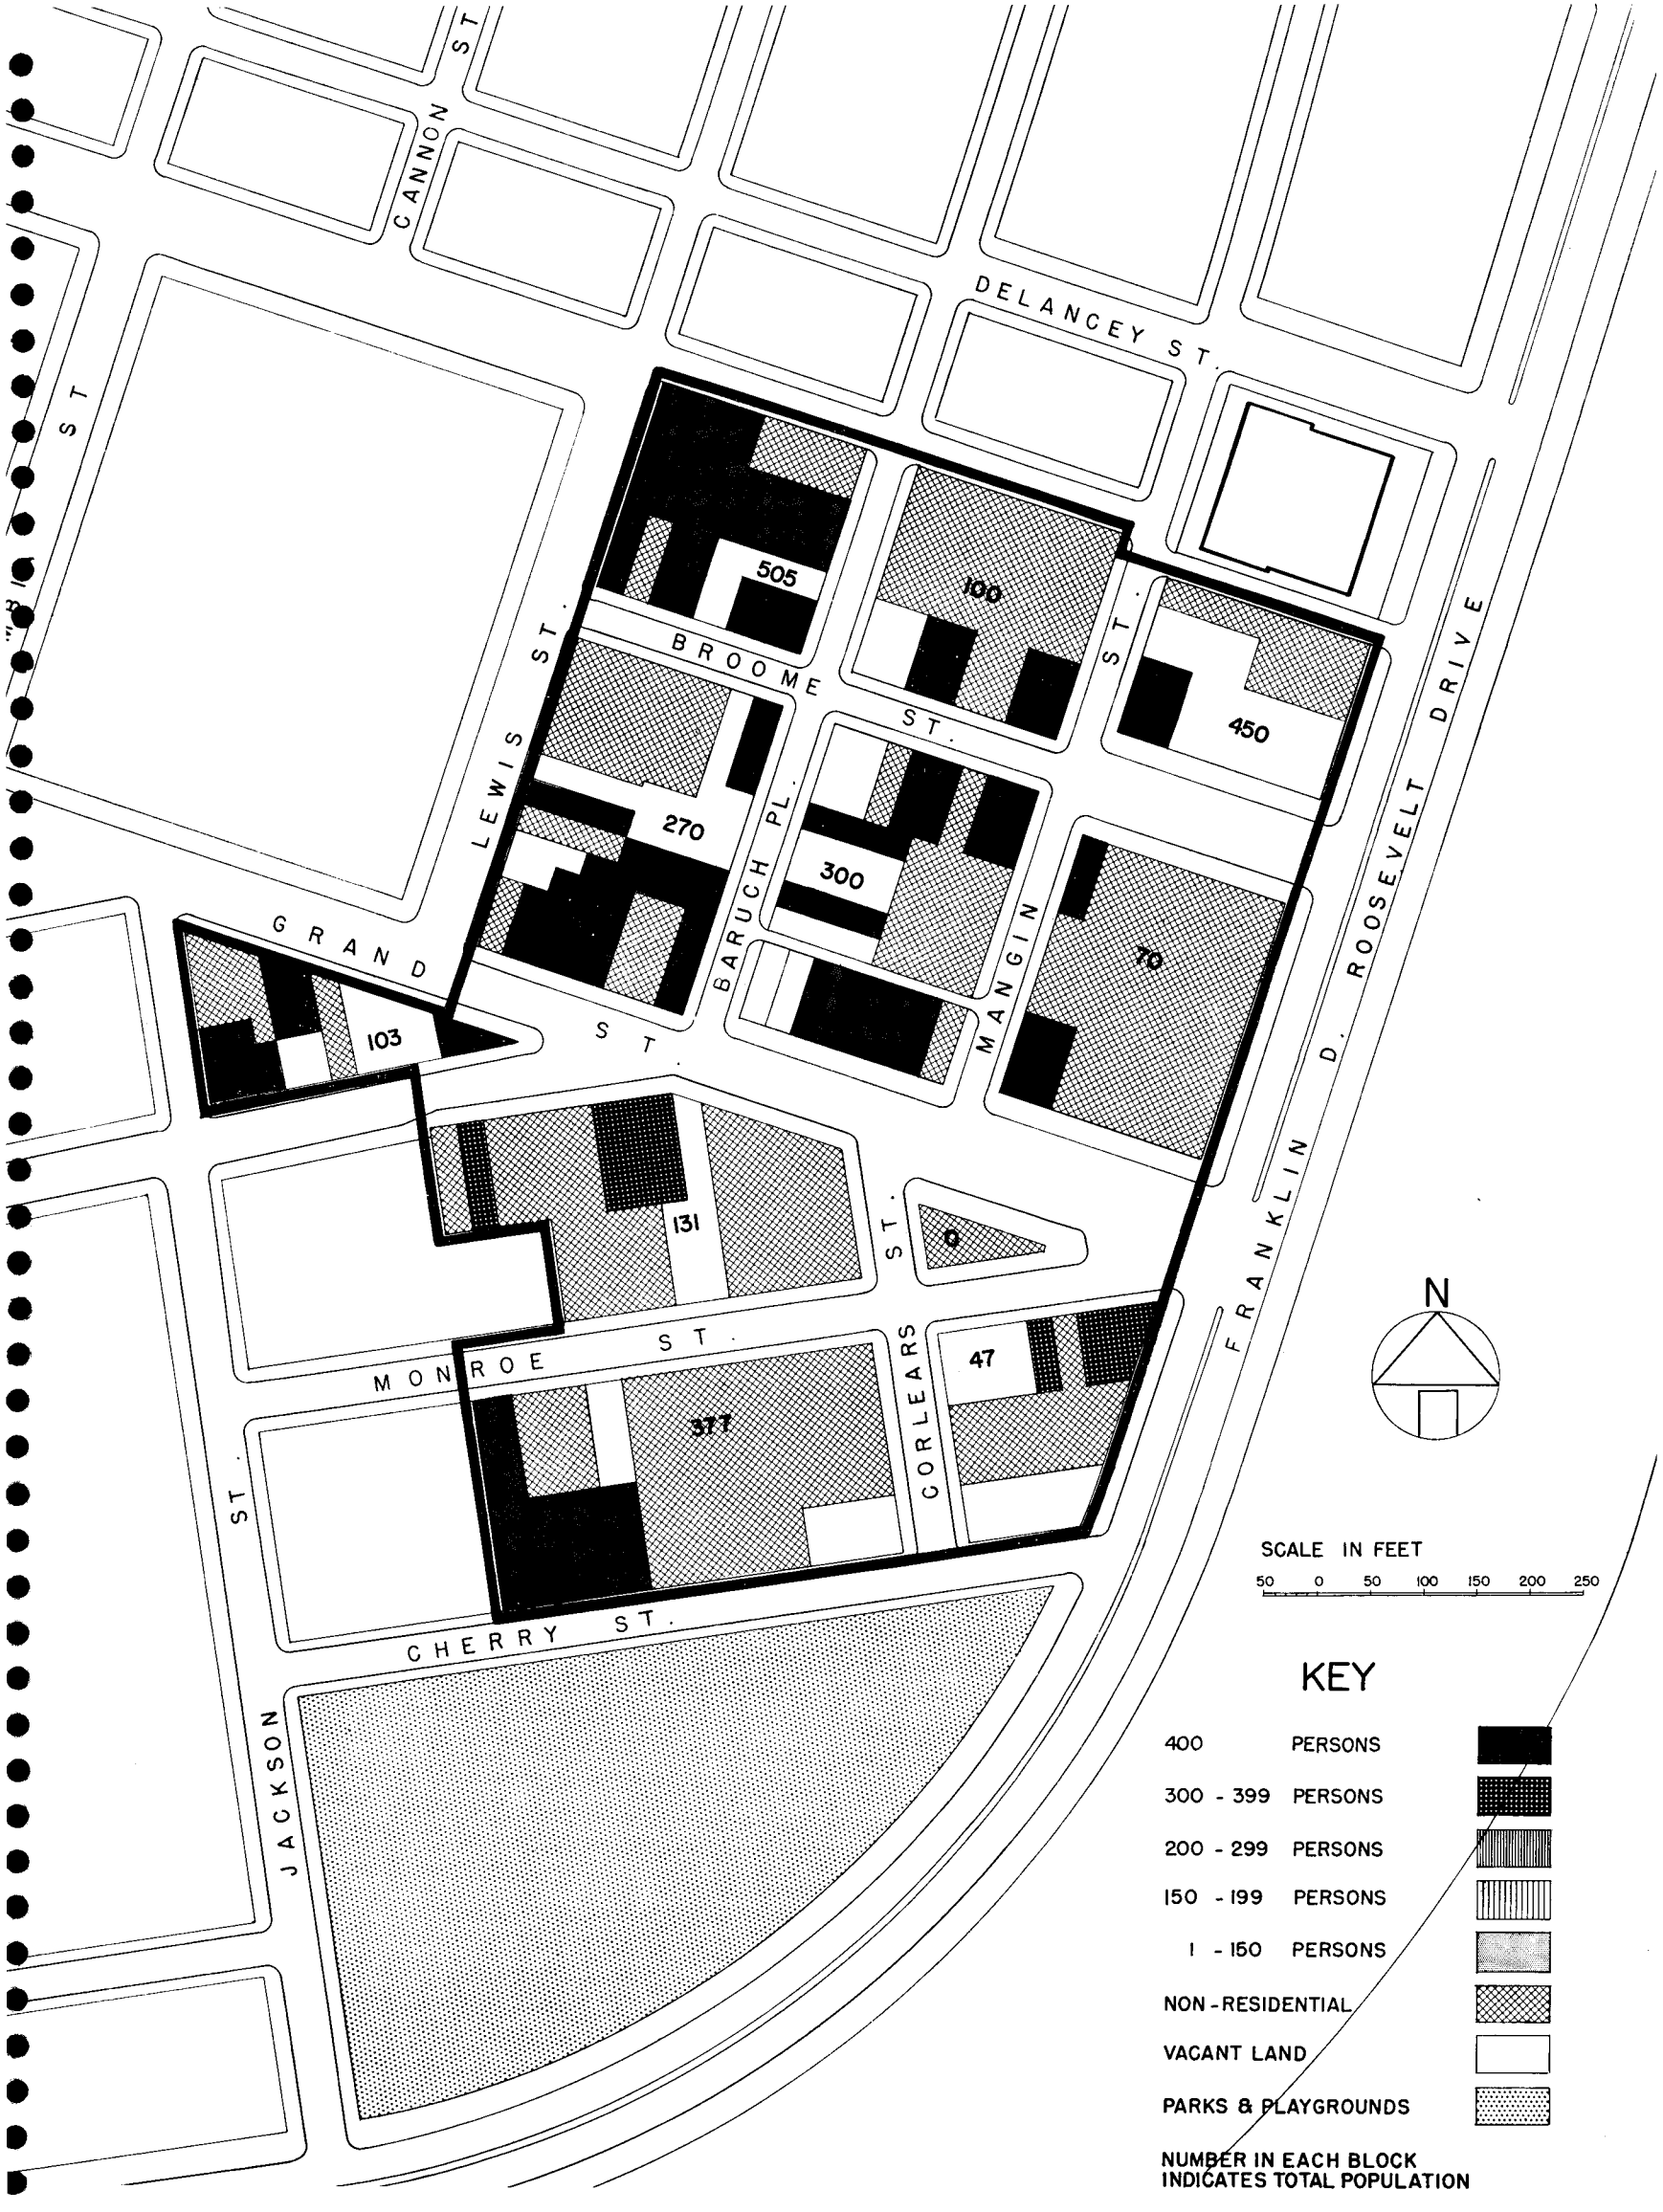 ST
CANNON
DELANCEY ST.
ST
505
100
BROOME ST.
ST.
450
LEWIS ST.
270
BARUCH PL.
300
MANGIN
70
GRAND ST.
103
131
ST.
0
MONROE ST.
CORLEARS
47
377
FRANKLIN D. ROOSEVELT DRIVE
N
ST.
CHERRY ST.
JACKSON
SCALE IN FEET
50 0 50 100 150 200 250
KEY
400 PERSONS
300 - 399 PERSONS
200 - 299 PERSONS
150 - 199 PERSONS
1 - 150 PERSONS
NON-RESIDENTIAL
VACANT LAND
PARKS & PLAYGROUNDS
NUMBER IN EACH BLOCK
INDICATES TOTAL POPULATION